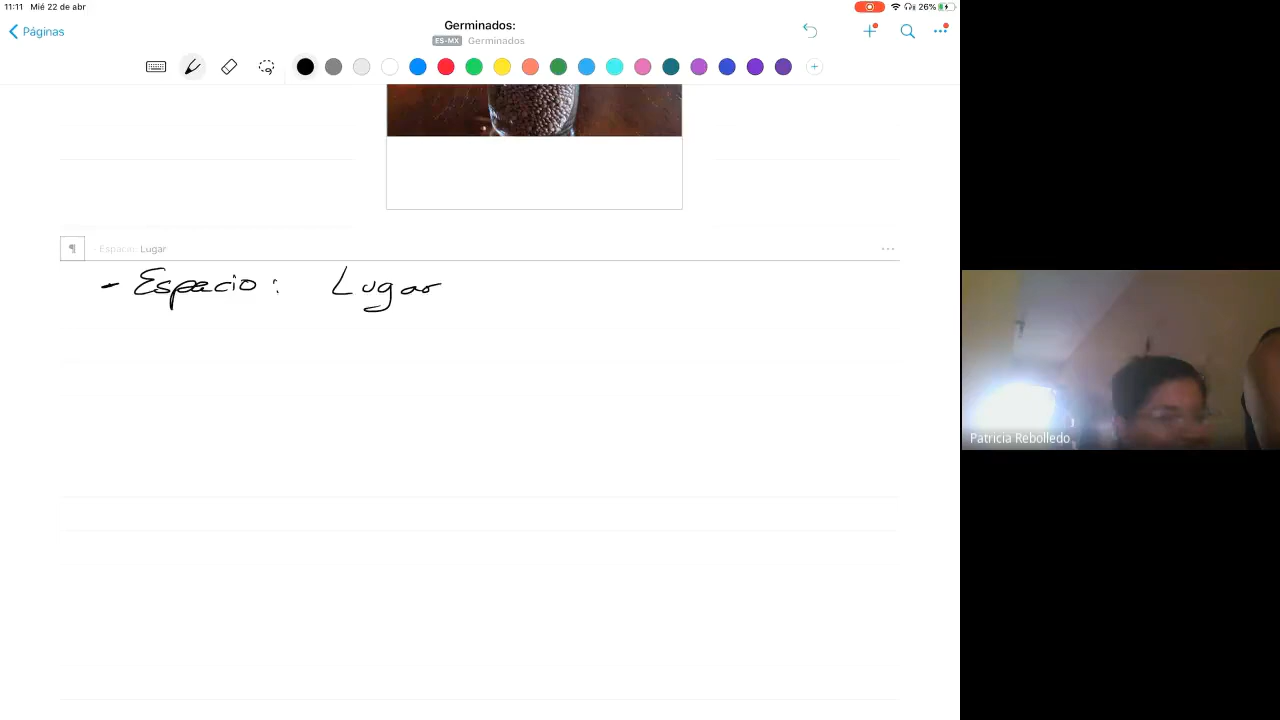 11:11 Mié 22 de abr
26%
Páginas
Germinados:
ES-MX Germinados
¶ - Espacio: Lugar
- Espacio: Lugar
Patricia Rebolledo